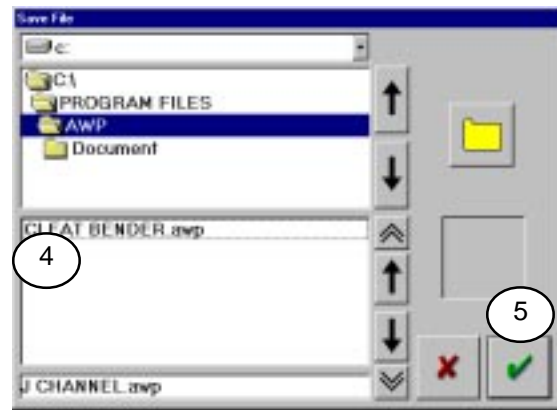 Save File
c:
C:\
PROGRAM FILES
AWP
Document
CLEAT BENDER.awp
4
5
J CHANNEL.awp